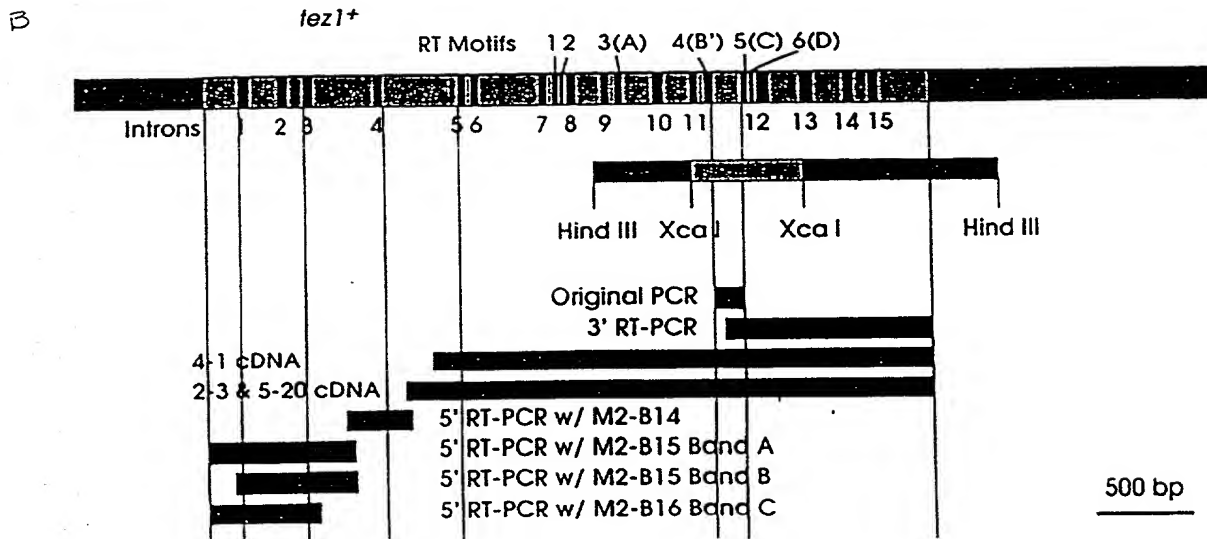 B
tez1+
RT Motifs 1 2 3(A) 4(B') 5(C) 6(D)
Introns 1 2 3 4 5 6 7 8 9 10 11 12 13 14 15
Hind III Xca I Xca I Hind III
Original PCR
3' RT-PCR
4-1 cDNA
2-3 & 5-20 cDNA
5' RT-PCR w/ M2-B14
5' RT-PCR w/ M2-B15 Band A
5' RT-PCR w/ M2-B15 Band B
5' RT-PCR w/ M2-B16 Band C
500 bp